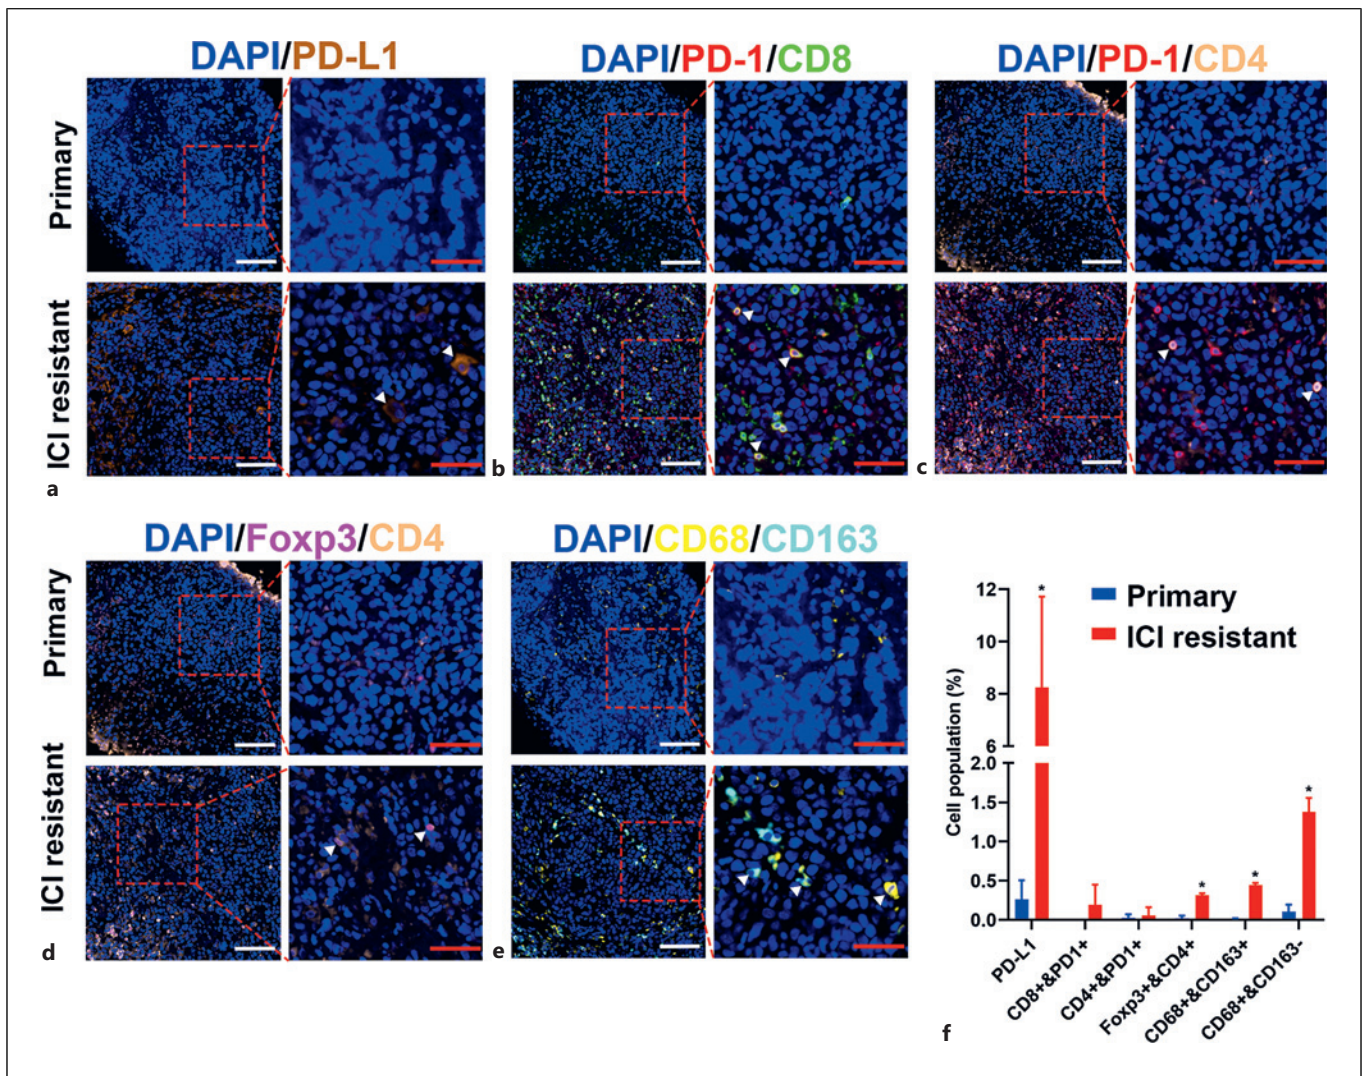 DAPI/PD-L1
DAPI/PD-1/CD8
DAPI/PD-1/CD4
Primary
ICI resistant
a
b
c
DAPI/Foxp3/CD4
DAPI/CD68/CD163
Primary
ICI resistant
d
e
Cell population (%)
12
10
8
6
2.0
1.5
1.0
0.5
0.0
*
*
*
*
Primary
ICI resistant
PD-L1
CD8+&PD1+
CD4+&PD1+
Foxp3+&CD4+
CD68+&CD163+
CD68+&CD163-
f